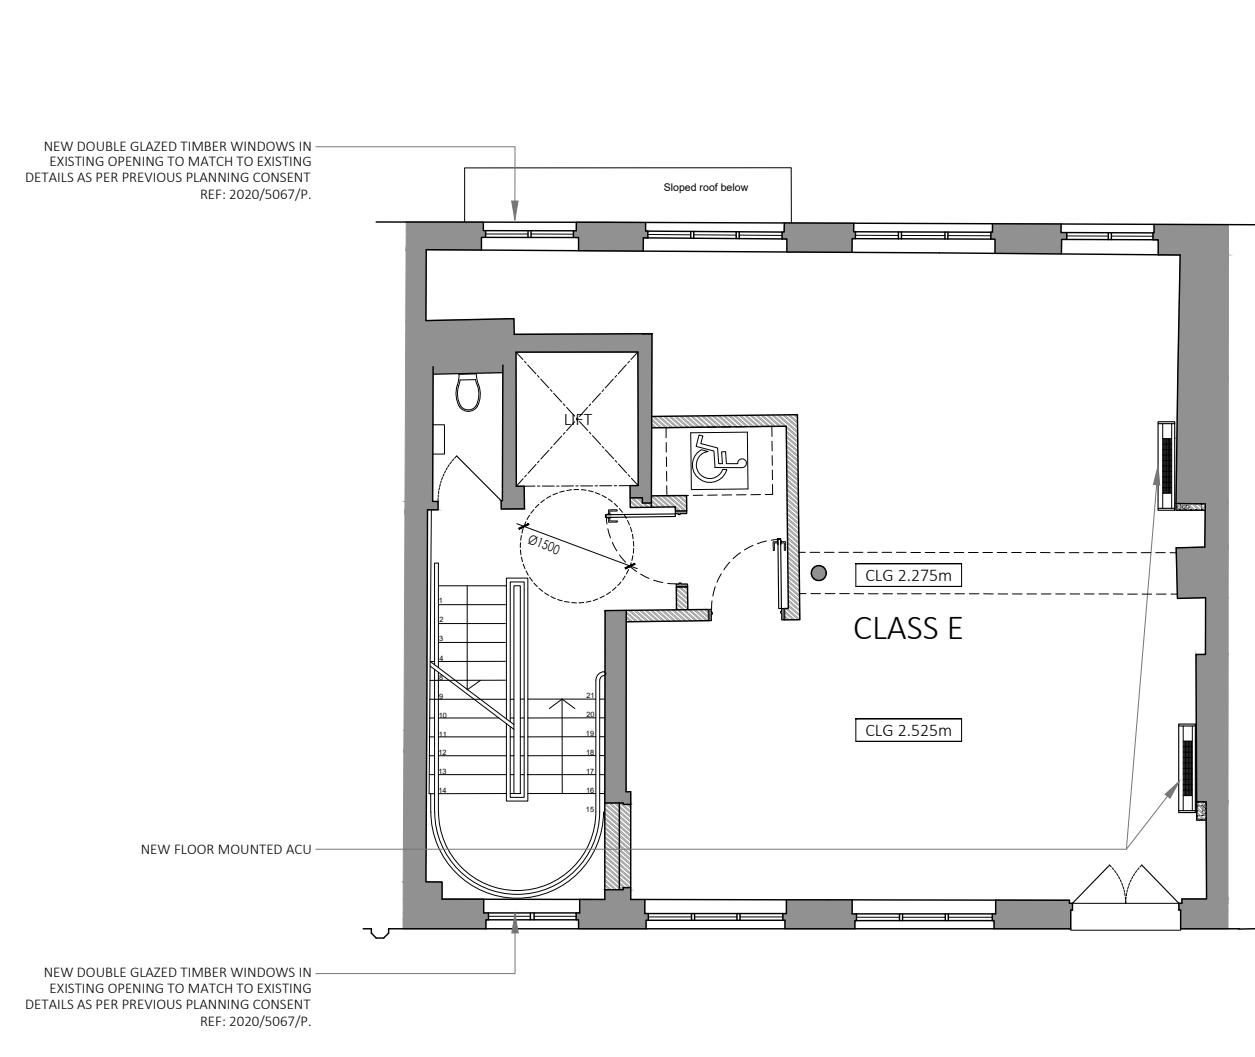 NEW DOUBLE GLAZED TIMBER WINDOWS IN
EXISTING OPENING TO MATCH TO EXISTING
DETAILS AS PER PREVIOUS PLANNING CONSENT
REF: 2020/5067/P.
Sloped roof below
LIFT
Ø1500
CLG 2.275m
CLASS E
CLG 2.525m
1
2
3
4
8
9
10
11
12
13
14
21
20
19
18
17
16
15
NEW FLOOR MOUNTED ACU
NEW DOUBLE GLAZED TIMBER WINDOWS IN
EXISTING OPENING TO MATCH TO EXISTING
DETAILS AS PER PREVIOUS PLANNING CONSENT
REF: 2020/5067/P.